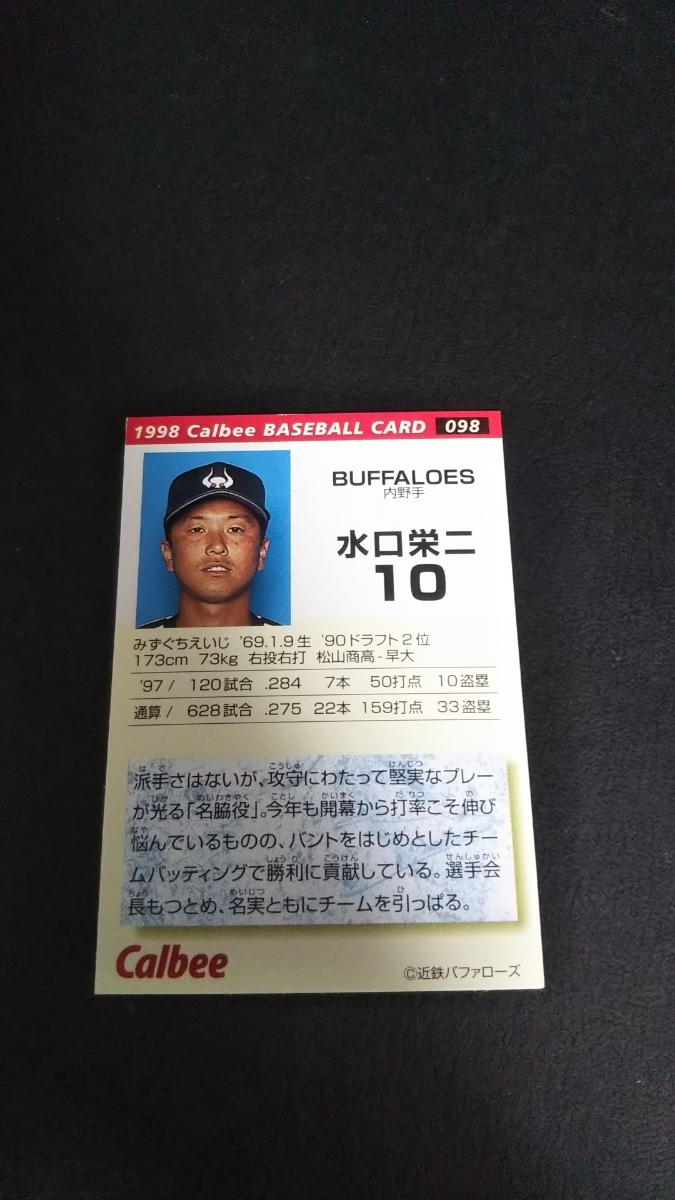 1998 Calbee BASEBALL CARD 098
BUFFALOES
内野手
水口栄二
10
みずぐちえいじ '69.1.9生 '90ドラフト2位
173cm 73kg 右投右打 松山商高-早大
'97/ 120試合 .284 7本 50打点 10盗塁
通算/ 628試合 .275 22本 159打点 33盗塁
派手さはないが、攻守にわたって堅実なプレー
が光る「名脇役」。今年も開幕から打率こそ伸び
悩んでいるものの、バントをはじめとしたチー
ムバッティングで勝利に貢献している。選手会
長もつとめ、名実ともにチームを引っぱる。
Calbee
©近鉄バファローズ